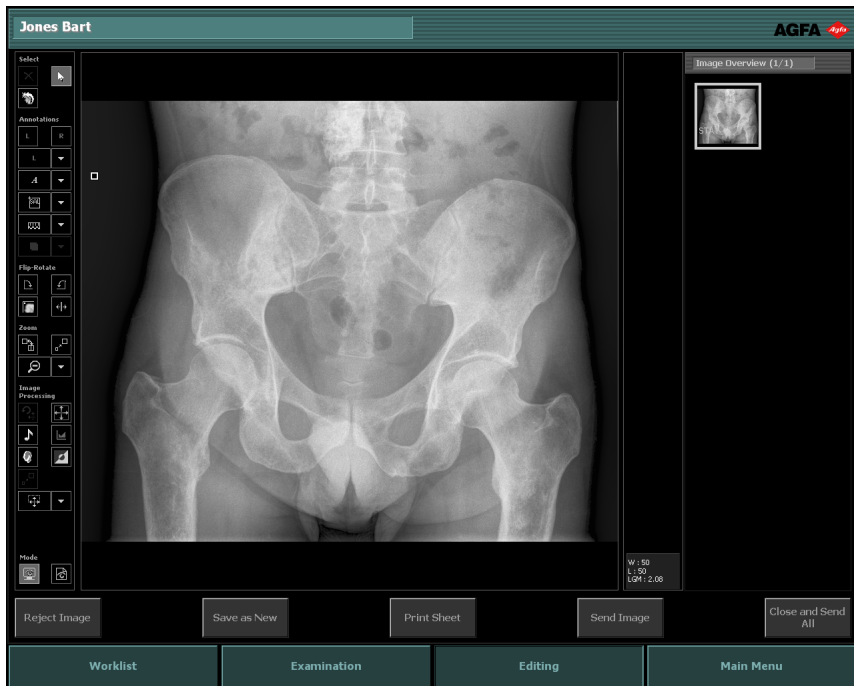 Jones Bart
AGFA
Agfa
Select
Image Overview (1/1)
Annotations
L R
L
A
Flip-Rotate
Zoom
Image
Processing
Mode
W : 50
L : 50
LGM : 2.08
Reject Image
Save as New
Print Sheet
Send Image
Close and Send
All
Worklist
Examination
Editing
Main Menu